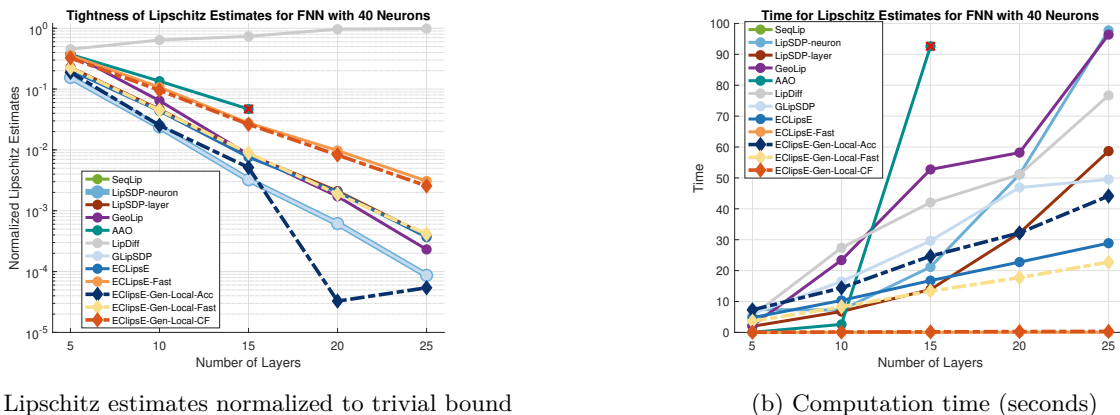 Tightness of Lipschitz Estimates for FNN with 40 Neurons
Normalized Lipschitz Estimates
10^0
10^-1
10^-2
10^-3
10^-4
10^-5
SeqLip
LipSDP-neuron
LipSDP-layer
GeoLip
AAO
LipDiff
GLipSDP
ECLipsE
ECLipsE-Fast
EClipsE-Gen-Local-Acc
EClipsE-Gen-Local-Fast
EClipsE-Gen-Local-CF
5 10 15 20 25
Number of Layers
Lipschitz estimates normalized to trivial bound
Time for Lipschitz Estimates for FNN with 40 Neurons
Time
100
90
80
70
60
50
40
30
20
10
0
SeqLip
LipSDP-neuron
LipSDP-layer
GeoLip
AAO
LipDiff
GLipSDP
ECLipsE
ECLipsE-Fast
EClipsE-Gen-Local-Acc
EClipsE-Gen-Local-Fast
EClipsE-Gen-Local-CF
5 10 15 20 25
Number of Layers
(b) Computation time (seconds)